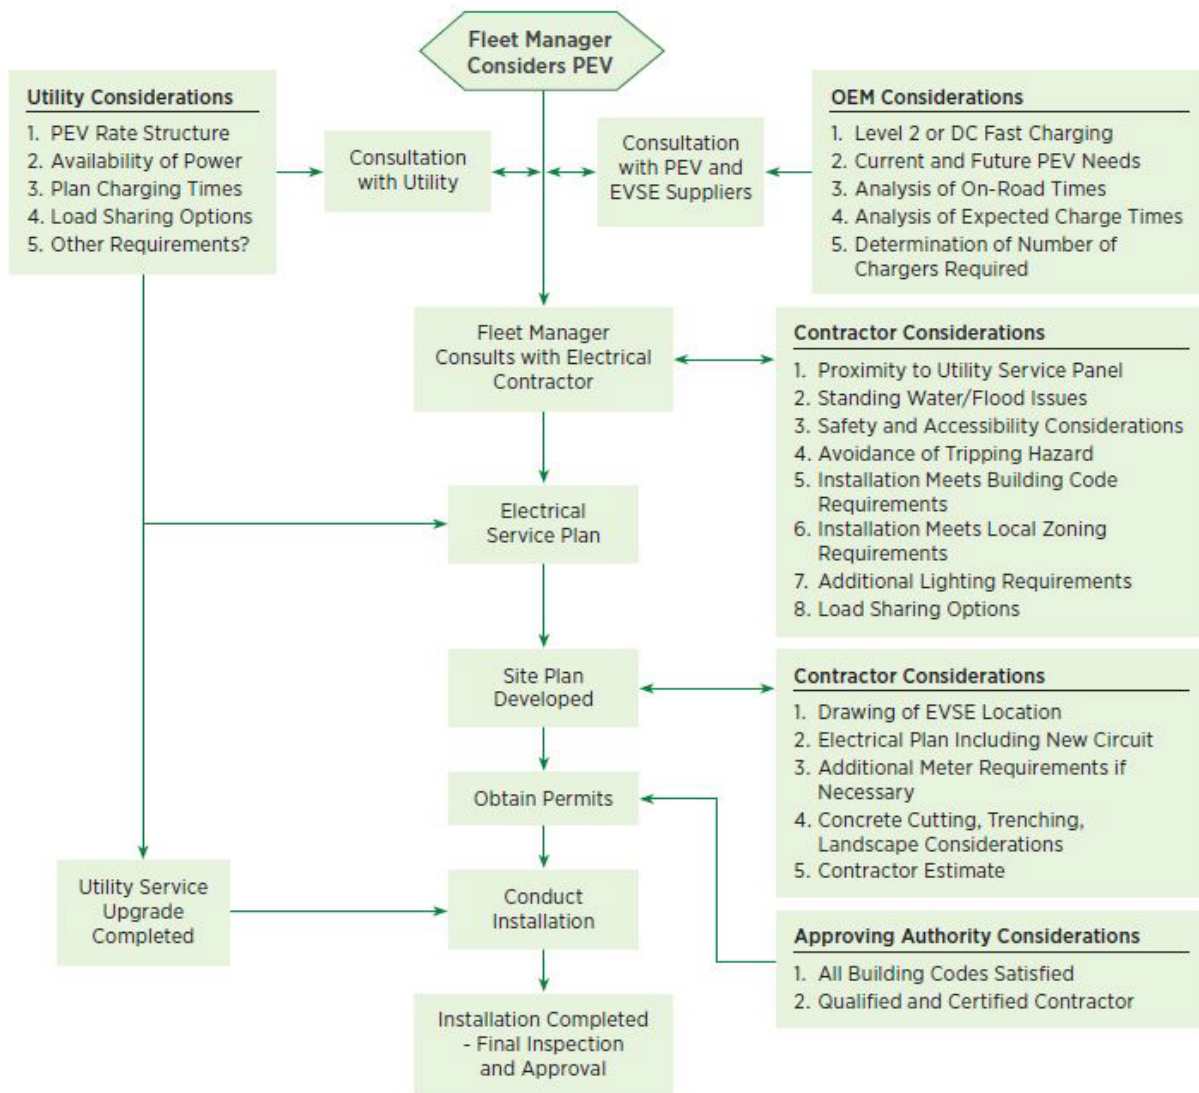 Fleet Manager
Considers PEV
Utility Considerations
1. PEV Rate Structure
2. Availability of Power
3. Plan Charging Times
4. Load Sharing Options
5. Other Requirements?
Consultation
with Utility
Consultation
with PEV and
EVSE Suppliers
OEM Considerations
1. Level 2 or DC Fast Charging
2. Current and Future PEV Needs
3. Analysis of On-Road Times
4. Analysis of Expected Charge Times
5. Determination of Number of
Chargers Required
Fleet Manager
Consults with Electrical
Contractor
Contractor Considerations
1. Proximity to Utility Service Panel
2. Standing Water/Flood Issues
3. Safety and Accessibility Considerations
4. Avoidance of Tripping Hazard
5. Installation Meets Building Code
Requirements
6. Installation Meets Local Zoning
Requirements
7. Additional Lighting Requirements
8. Load Sharing Options
Electrical
Service Plan
Site Plan
Developed
Contractor Considerations
1. Drawing of EVSE Location
2. Electrical Plan Including New Circuit
3. Additional Meter Requirements if
Necessary
4. Concrete Cutting, Trenching,
Landscape Considerations
5. Contractor Estimate
Obtain Permits
Utility Service
Upgrade
Completed
Conduct
Installation
Approving Authority Considerations
1. All Building Codes Satisfied
2. Qualified and Certified Contractor
Installation Completed
- Final Inspection
and Approval